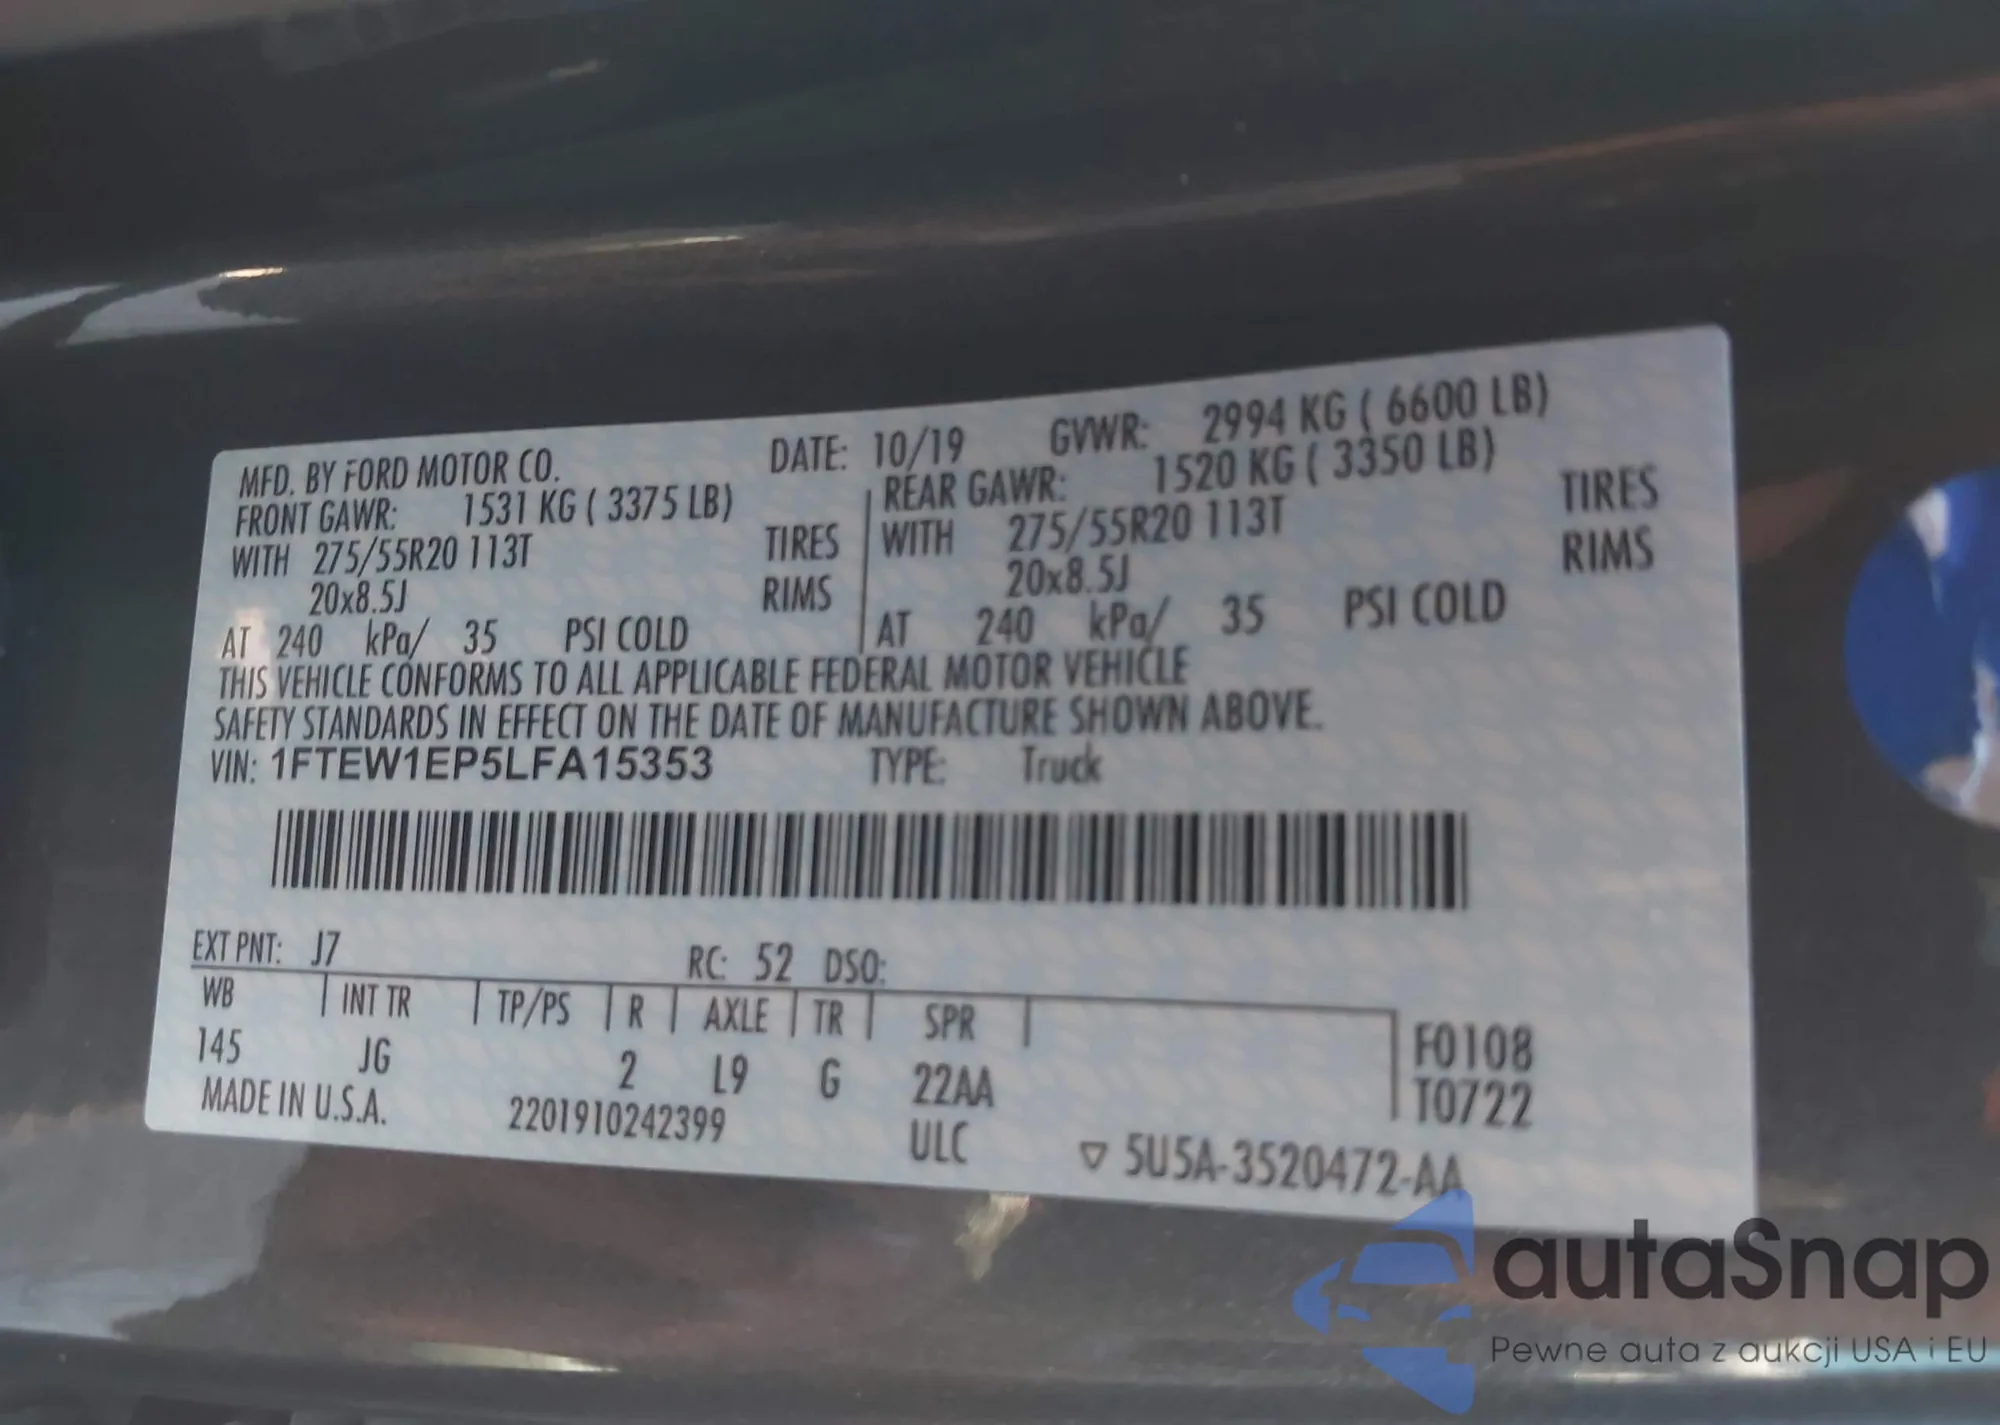 MFD. BY FORD MOTOR CO. DATE: 10/19 GVWR: 2994 KG ( 6600 LB)
FRONT GAWR: 1531 KG ( 3375 LB) REAR GAWR: 1520 KG ( 3350 LB)
WITH 275/55R20 113T TIRES WITH 275/55R20 113T TIRES
20x8.5J RIMS 20x8.5J RIMS
AT 240 kPa/ 35 PSI COLD AT 240 kPa/ 35 PSI COLD
THIS VEHICLE CONFORMS TO ALL APPLICABLE FEDERAL MOTOR VEHICLE
SAFETY STANDARDS IN EFFECT ON THE DATE OF MANUFACTURE SHOWN ABOVE.
VIN: 1FTEW1EP5LFA15353 TYPE: Truck
EXT PNT: J7 RC: 52 DSO:
WB INT TR TP/PS R AXLE TR SPR F0108
145 JG 2 L9 G 22AA T0722
MADE IN U.S.A. 2201910242399 ULC ▽ 5U5A-3520472-AA
autaSnap
Pewne auta z aukcji USA i EU